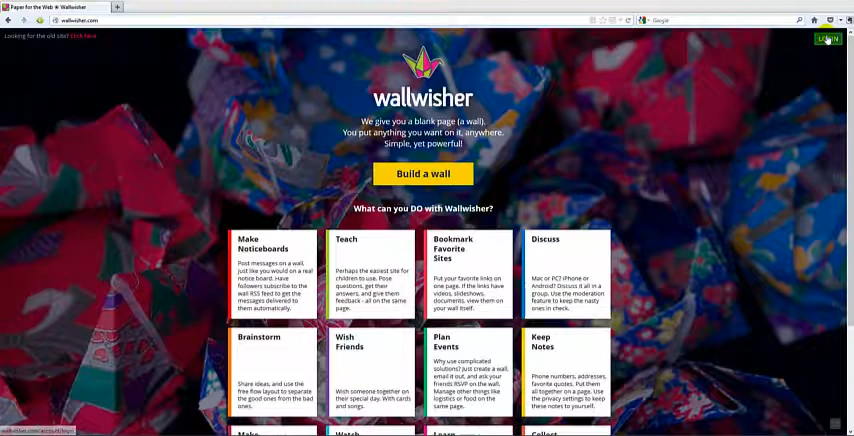 Paper for the Web ✳ Wallwisher
wallwisher.com
Google
Looking for the old site? Click here
LOGIN
wallwisher
We give you a blank page (a wall).
You put anything you want on it, anywhere.
Simple, yet powerful!
Build a wall
What can you DO with Wallwisher?
Make
Noticeboards
Post messages on a wall,
just like you would on a real
notice board. Have
followers subscribe to the
wall RSS feed to get the
messages delivered to
them automatically.
Teach
Perhaps the easiest site for
children to use. Pose
questions, get their
answers, and give them
feedback - all on the same
page.
Bookmark
Favorite
Sites
Put your favorite links on
one page. If the links have
videos, slideshows,
documents, view them on
your wall itself.
Discuss
Mac or PC? iPhone or
Android? Discuss it all in a
group. Use the moderation
feature to keep the nasty
ones in check.
Brainstorm
Share ideas, and use the
free flow layout to separate
the good ones from the bad
ones.
Wish
Friends
Wish someone together on
their special day. With cards
and songs.
Plan
Events
Why use complicated
solutions? Just create a wall,
email it out, and ask your
friends RSVP on the wall.
Manage other things like
logistics or food on the
same page.
Keep
Notes
Phone numbers, addresses,
favorite quotes. Put them
all together on a page. Use
the privacy settings to keep
these notes to yourself.
Make
Watch
Learn
Collect
wallwisher.com/account/login